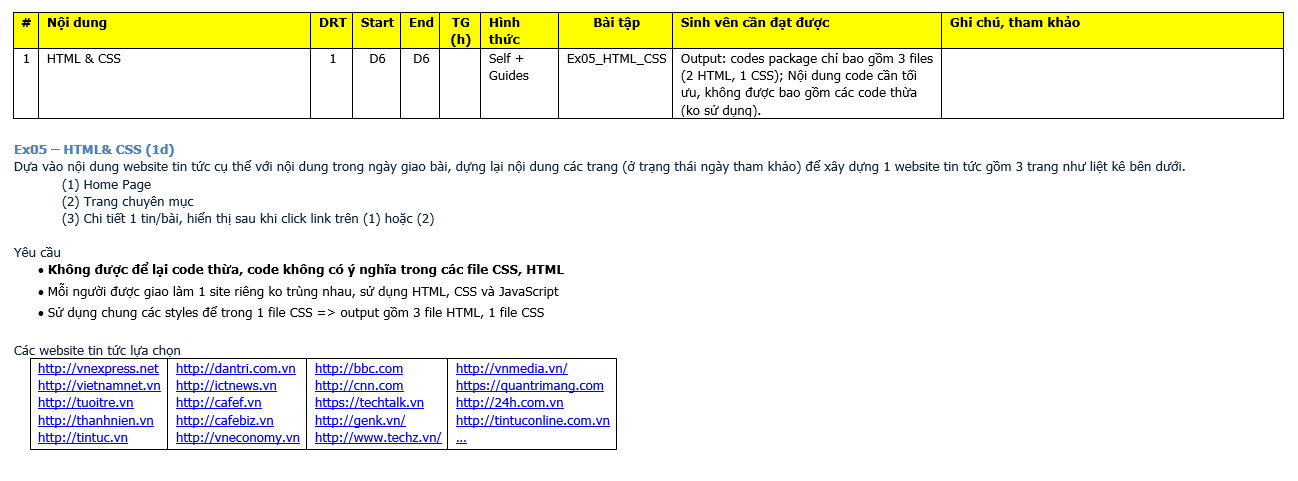 # Nội dung DRT Start End TG (h) Hình thức Bài tập Sinh vên cần đạt được Ghi chú, tham khảo
1 HTML & CSS 1 D6 D6 Self + Guides Ex05_HTML_CSS Output: codes package chỉ bao gồm 3 files
(2 HTML, 1 CSS); Nội dung code cần tối
ưu, không được bao gồm các code thừa
(ko sử dụng).
Ex05 – HTML& CSS (1d)
Dựa vào nội dung website tin tức cụ thể với nội dung trong ngày giao bài, dựng lại nội dung các trang (ở trạng thái ngày tham khảo) để xây dựng 1 website tin tức gồm 3 trang như liệt kê bên dưới.
(1) Home Page
(2) Trang chuyên mục
(3) Chi tiết 1 tin/bài, hiển thị sau khi click link trên (1) hoặc (2)
Yêu cầu
• Không được để lại code thừa, code không có ý nghĩa trong các file CSS, HTML
• Mỗi người được giao làm 1 site riêng ko trùng nhau, sử dụng HTML, CSS và JavaScript
• Sử dụng chung các styles để trong 1 file CSS => output gồm 3 file HTML, 1 file CSS
Các website tin tức lựa chọn
http://vnexpress.net http://dantri.com.vn http://bbc.com http://vnmedia.vn/
http://vietnamnet.vn http://ictnews.vn http://cnn.com https://quantrimang.com
http://tuoitre.vn http://cafef.vn https://techtalk.vn http://24h.com.vn
http://thanhnien.vn http://cafebiz.vn http://genk.vn/ http://tintuconline.com.vn
http://tintuc.vn http://vneconomy.vn http://www.techz.vn/ ...